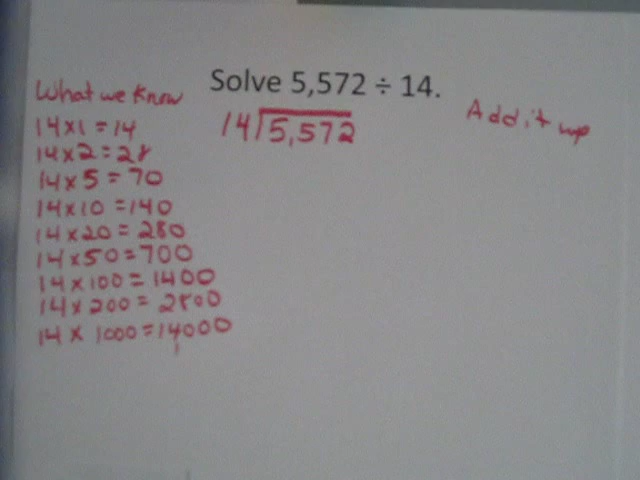 Solve 5,572 ÷ 14.
What we Know
14x1=14
14x2=28
14x5=70
14x10=140
14x20=280
14x50=700
14x100=1400
14x200=2800
14x1000=14000
14⟌5,572
Add it up